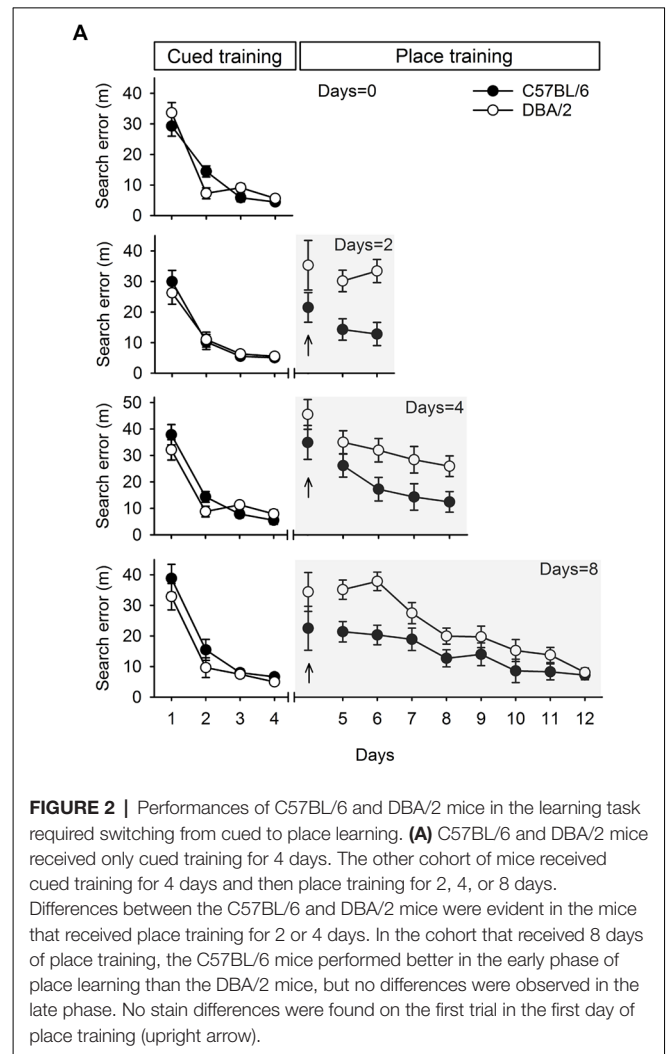 A
Cued training
Place training
Days=0
C57BL/6
DBA/2
Search error (m)
40
30
20
10
0
Days=2
Search error (m)
40
30
20
10
0
Days=4
Search error (m)
50
40
30
20
10
0
Days=8
Search error (m)
40
30
20
10
0
1 2 3 4 5 6 7 8 9 10 11 12
Days
FIGURE 2 | Performances of C57BL/6 and DBA/2 mice in the learning task
required switching from cued to place learning. (A) C57BL/6 and DBA/2 mice
received only cued training for 4 days. The other cohort of mice received
cued training for 4 days and then place training for 2, 4, or 8 days.
Differences between the C57BL/6 and DBA/2 mice were evident in the mice
that received place training for 2 or 4 days. In the cohort that received 8 days
of place training, the C57BL/6 mice performed better in the early phase of
place learning than the DBA/2 mice, but no differences were observed in the
late phase. No stain differences were found on the first trial in the first day of
place training (upright arrow).